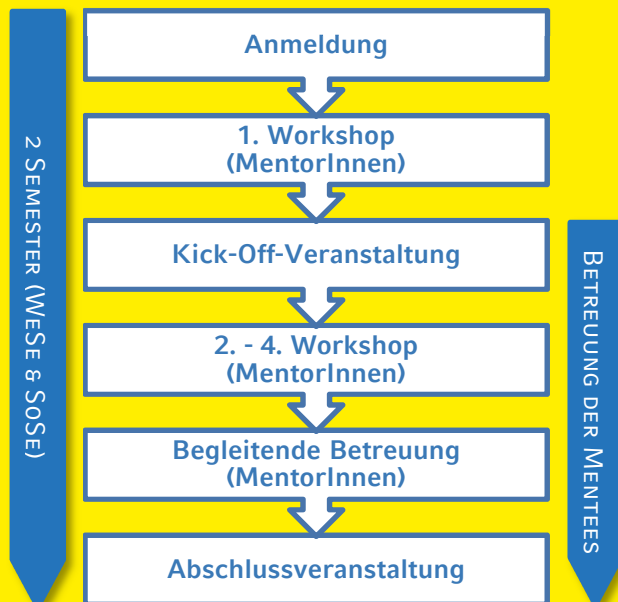 Anmeldung
1. Workshop
(MentorInnen)
Kick-Off-Veranstaltung
2. - 4. Workshop
(MentorInnen)
Begleitende Betreuung
(MentorInnen)
Abschlussveranstaltung
2 Semester (WeSe & SoSe)
Betreuung der Mentees